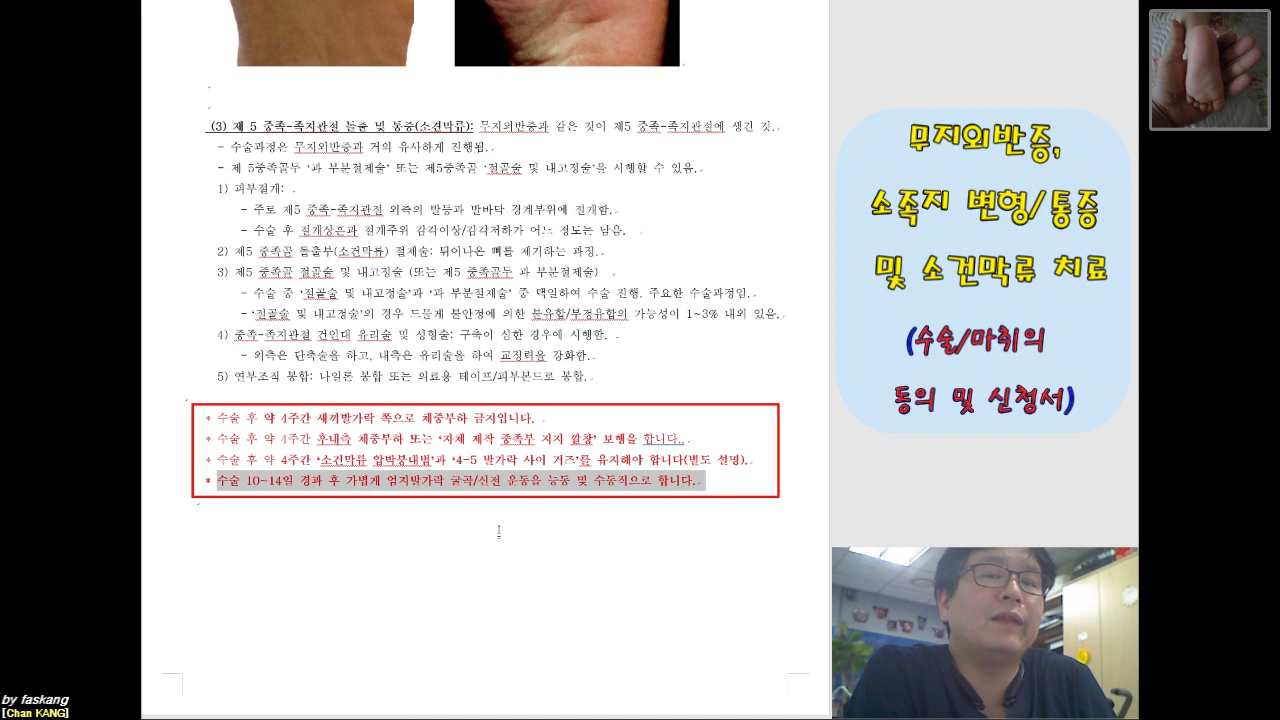 (3) 제 5 중족-족지관절 돌출 및 통증(소건막류): 무지외반증과 같은 것이 제5 중족-족지관절에 생긴 것.
- 수술과정은 무지외반증과 거의 유사하게 진행됨.
- 제 5중족골두 '과 부분절제술' 또는 제5중족골 '절골술 및 내고정술'을 시행할 수 있음.
1) 피부절개:
- 주로 제5 중족-족지관절 외측의 발등과 발바닥 경계부위에 절개함.
- 수술 후 절개상흔과 절개주위 감각이상/감각저하가 어느 정도는 남음.
2) 제5 중족골 돌출부(소건막류) 절제술: 튀어나온 뼈를 제거하는 과정.
3) 제5 중족골 절골술 및 내고정술 (또는 제5 중족골두 과 부분절제술)
- 수술 중 '절골술 및 내고정술'과 '과 부분절제술' 중 택일하여 수술 진행. 주요한 수술과정임.
- '절골술 및 내고정술'의 경우 드물게 불안정에 의한 불유합/부정유합의 가능성이 1~3% 내외 있음.
4) 중족-족지관절 건인대 유리술 및 성형술: 구축이 심한 경우에 시행함.
- 외측은 단축술을 하고, 내측은 유리술을 하여 교정력을 강화함.
5) 연부조직 봉합: 나일론 봉합 또는 의료용 테이프/피부본드로 봉합.
* 수술 후 약 4주간 새끼발가락 쪽으로 체중부하 금지입니다.
* 수술 후 약 4주간 후내측 체중부하 또는 '자체 제작 중족부 지지 깔창' 보행을 합니다..
* 수술 후 약 4주간 '소건막류 압박붕대법'과 '4-5 발가락 사이 거즈'를 유지해야 합니다(별도 설명).
* 수술 10~14일 경과 후 가볍게 엄지발가락 굴곡/신전 운동을 능동 및 수동적으로 합니다.
무지외반증,
소족지 변형/통증
및 소건막류 치료
(수술/마취의
동의 및 신청서)
by faskang
[Chan KANG]